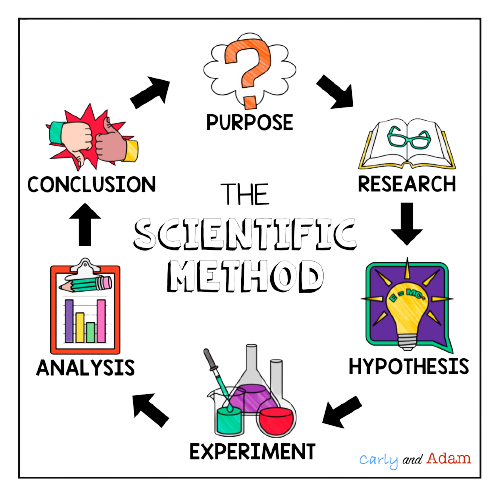 PURPOSE
RESEARCH
HYPOTHESIS
EXPERIMENT
ANALYSIS
CONCLUSION
THE
SCIENTIFIC
METHOD
Carly and Adam